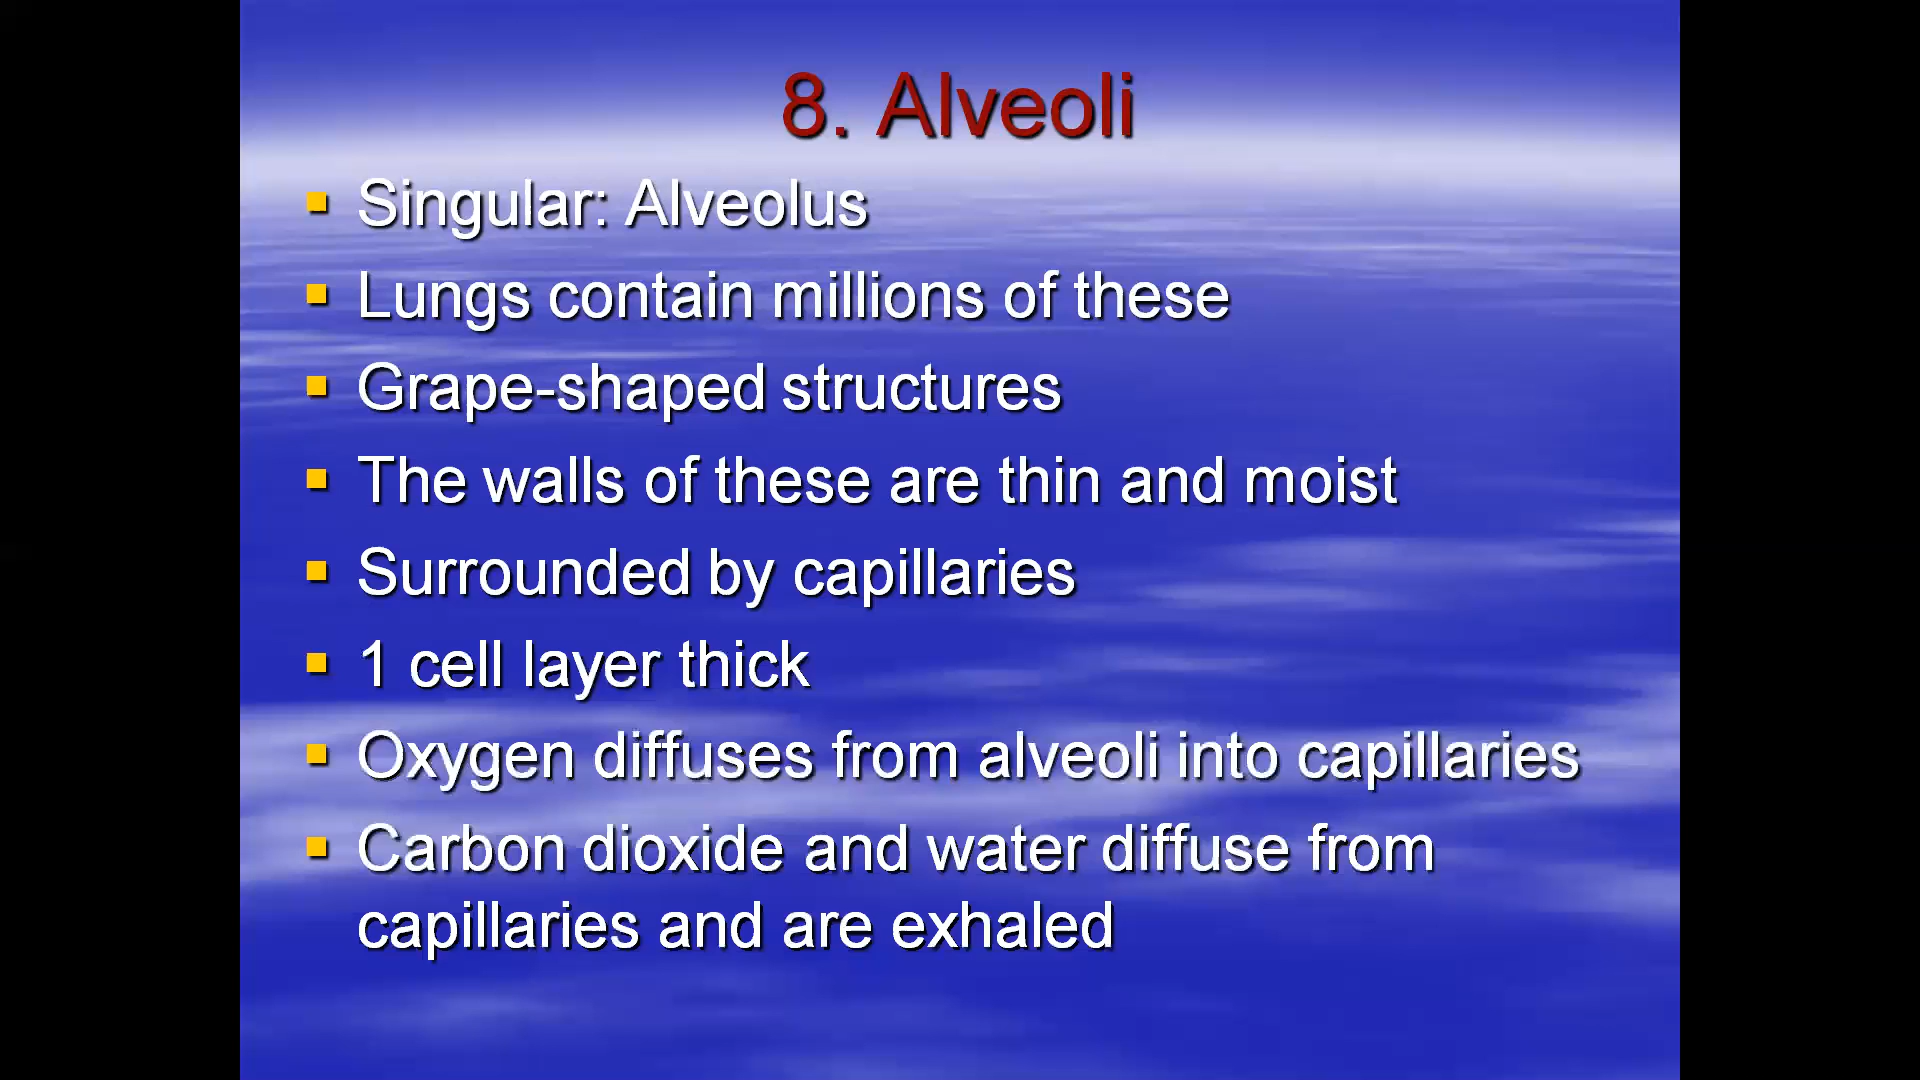 8. Alveoli
▪ Singular: Alveolus
▪ Lungs contain millions of these
▪ Grape-shaped structures
▪ The walls of these are thin and moist
▪ Surrounded by capillaries
▪ 1 cell layer thick
▪ Oxygen diffuses from alveoli into capillaries
▪ Carbon dioxide and water diffuse from
capillaries and are exhaled